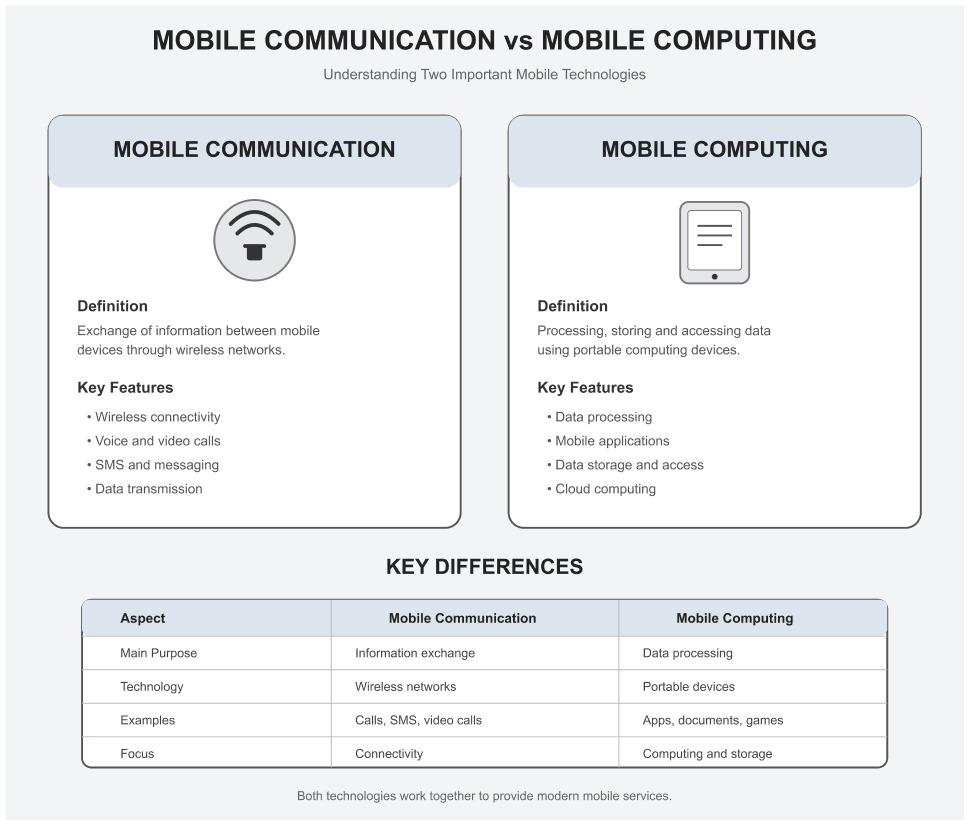 MOBILE COMMUNICATION vs MOBILE COMPUTING
Understanding Two Important Mobile Technologies
MOBILE COMMUNICATION
Definition
Exchange of information between mobile
devices through wireless networks.
Key Features
• Wireless connectivity
• Voice and video calls
• SMS and messaging
• Data transmission
MOBILE COMPUTING
Definition
Processing, storing and accessing data
using portable computing devices.
Key Features
• Data processing
• Mobile applications
• Data storage and access
• Cloud computing
KEY DIFFERENCES
Aspect Mobile Communication Mobile Computing
Main Purpose Information exchange Data processing
Technology Wireless networks Portable devices
Examples Calls, SMS, video calls Apps, documents, games
Focus Connectivity Computing and storage
Both technologies work together to provide modern mobile services.